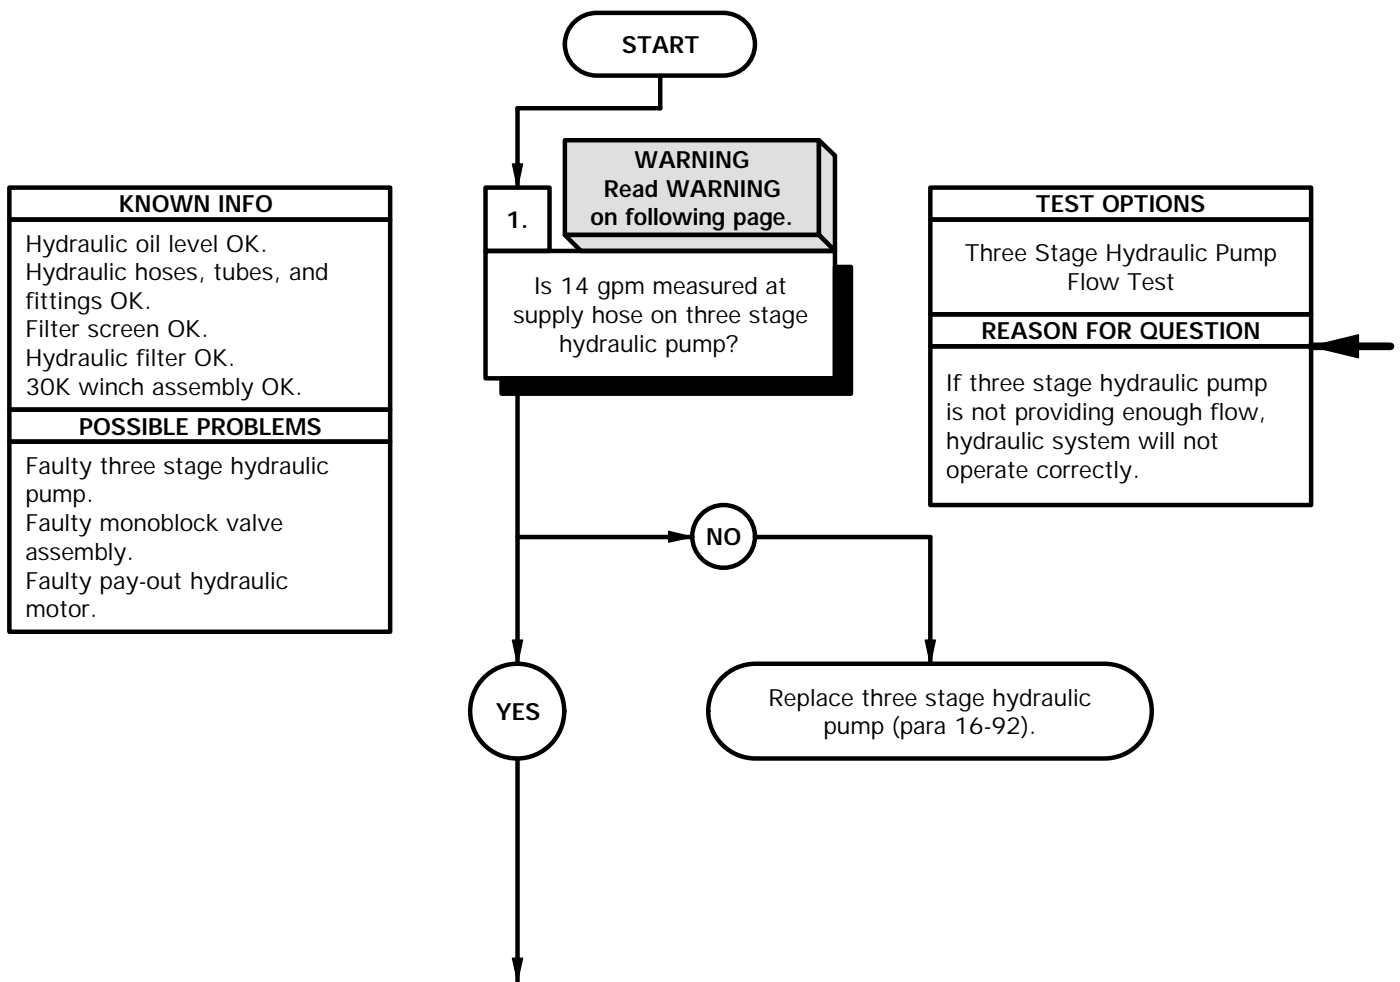 START
WARNING
Read WARNING
on following page.
1.
Is 14 gpm measured at
supply hose on three stage
hydraulic pump?
KNOWN INFO
Hydraulic oil level OK.
Hydraulic hoses, tubes, and
fittings OK.
Filter screen OK.
Hydraulic filter OK.
30K winch assembly OK.
POSSIBLE PROBLEMS
Faulty three stage hydraulic
pump.
Faulty monoblock valve
assembly.
Faulty pay-out hydraulic
motor.
TEST OPTIONS
Three Stage Hydraulic Pump
Flow Test
REASON FOR QUESTION
If three stage hydraulic pump
is not providing enough flow,
hydraulic system will not
operate correctly.
NO
YES
Replace three stage hydraulic
pump (para 16-92).